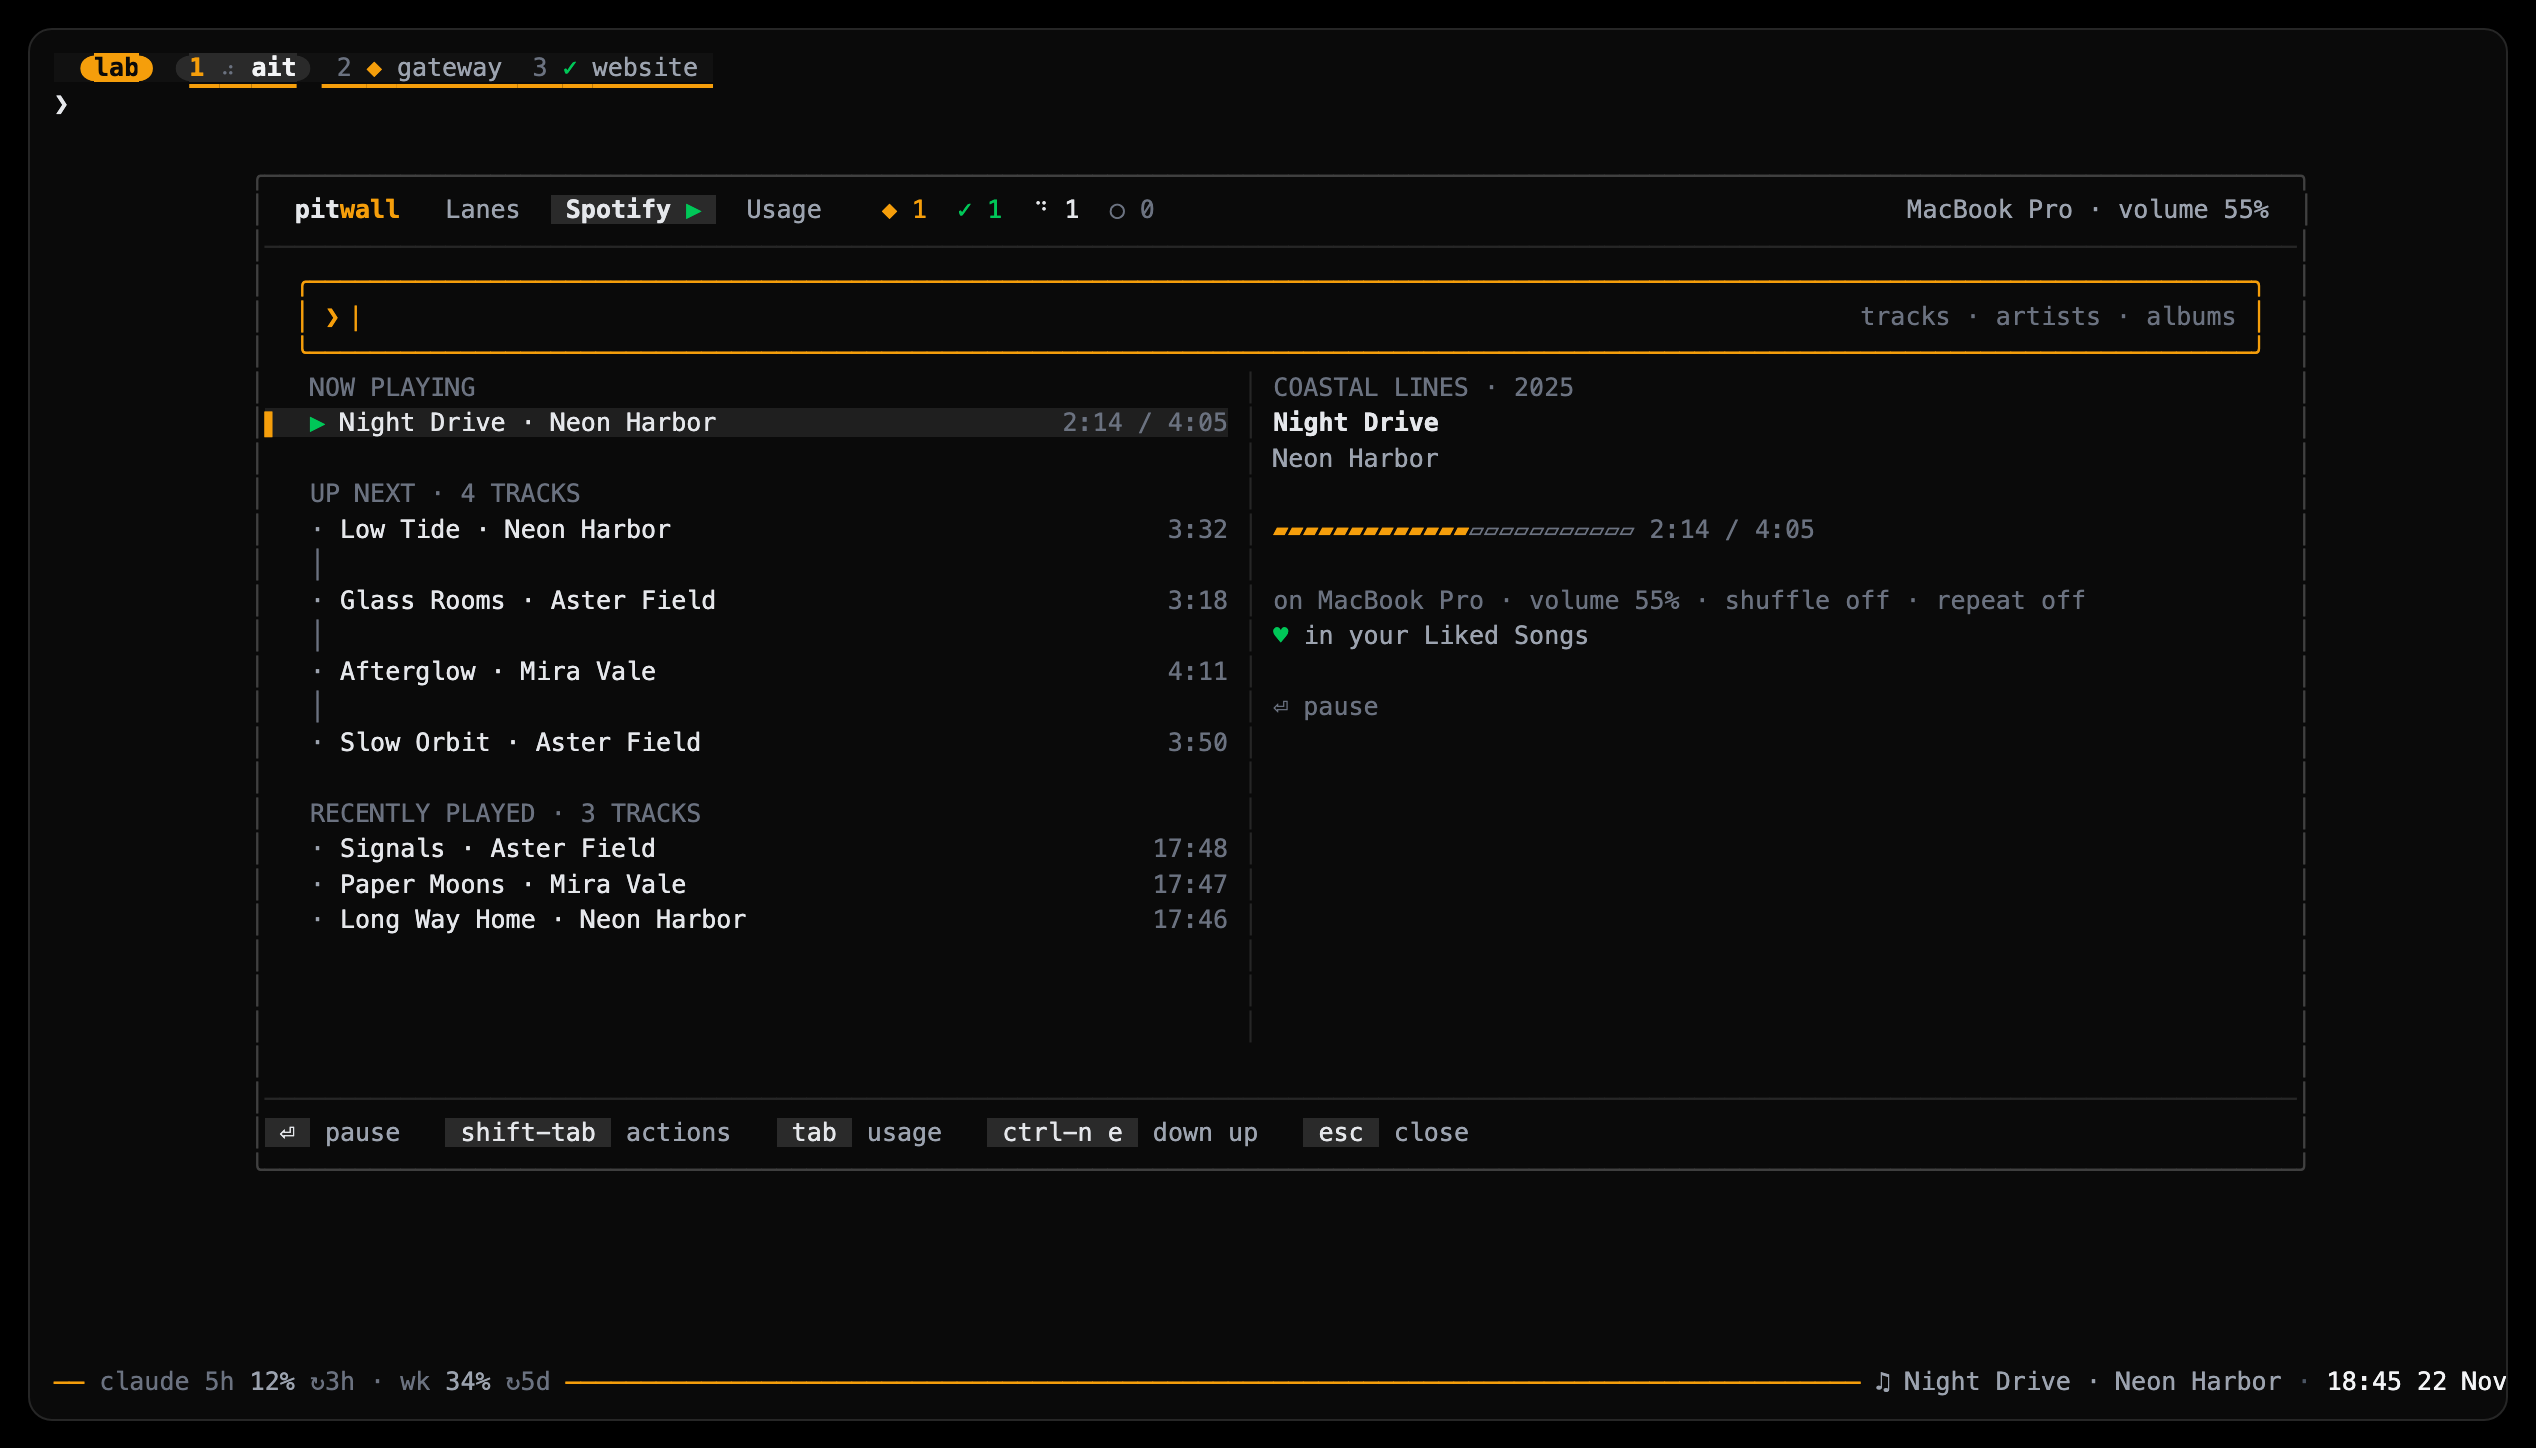 lab 1 ⠴ ait 2 ◆ gateway 3 ✓ website
❯
pitwall Lanes Spotify ▶ Usage ◆ 1 ✓ 1 ⠙ 1 ○ 0 MacBook Pro · volume 55%
❯ tracks · artists · albums
NOW PLAYING
▶ Night Drive · Neon Harbor 2:14 / 4:05
UP NEXT · 4 TRACKS
· Low Tide · Neon Harbor 3:32
· Glass Rooms · Aster Field 3:18
· Afterglow · Mira Vale 4:11
· Slow Orbit · Aster Field 3:50
RECENTLY PLAYED · 3 TRACKS
· Signals · Aster Field 17:48
· Paper Moons · Mira Vale 17:47
· Long Way Home · Neon Harbor 17:46
COASTAL LINES · 2025
Night Drive
Neon Harbor
▰▰▰▰▰▰▰▰▰▰▰▰▰▱▱▱▱▱▱▱▱▱▱▱ 2:14 / 4:05
on MacBook Pro · volume 55% · shuffle off · repeat off
♥ in your Liked Songs
⏎ pause
⏎ pause shift-tab actions tab usage ctrl-n e down up esc close
claude 5h 12% ↻3h · wk 34% ↻5d ♫ Night Drive · Neon Harbor · 18:45 22 Nov